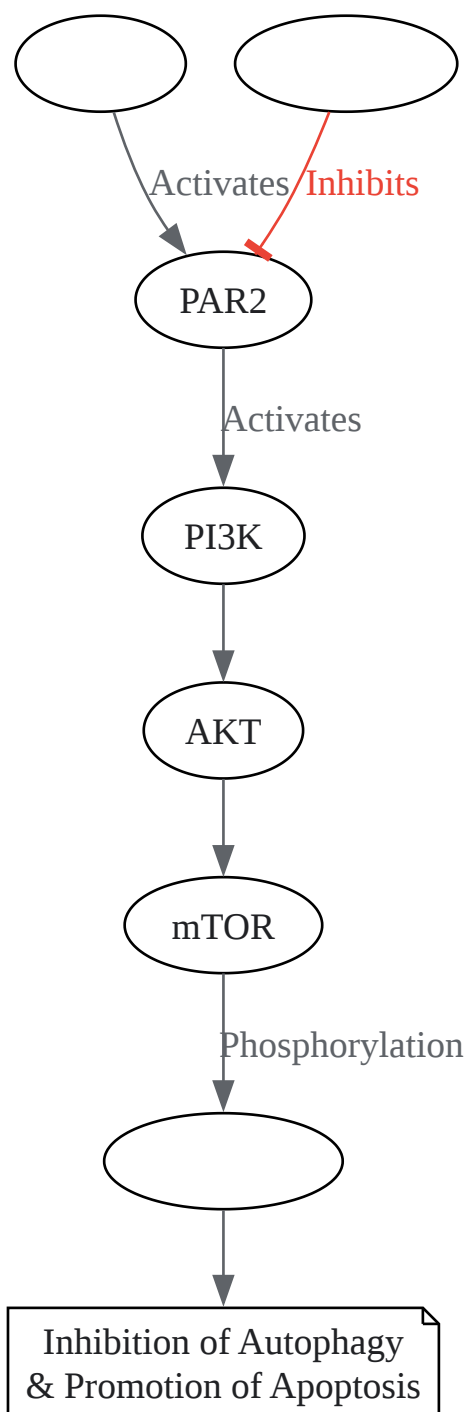 Activates
Inhibits
PAR2
Activates
PI3K
AKT
mTOR
Phosphorylation
Inhibition of Autophagy
& Promotion of Apoptosis